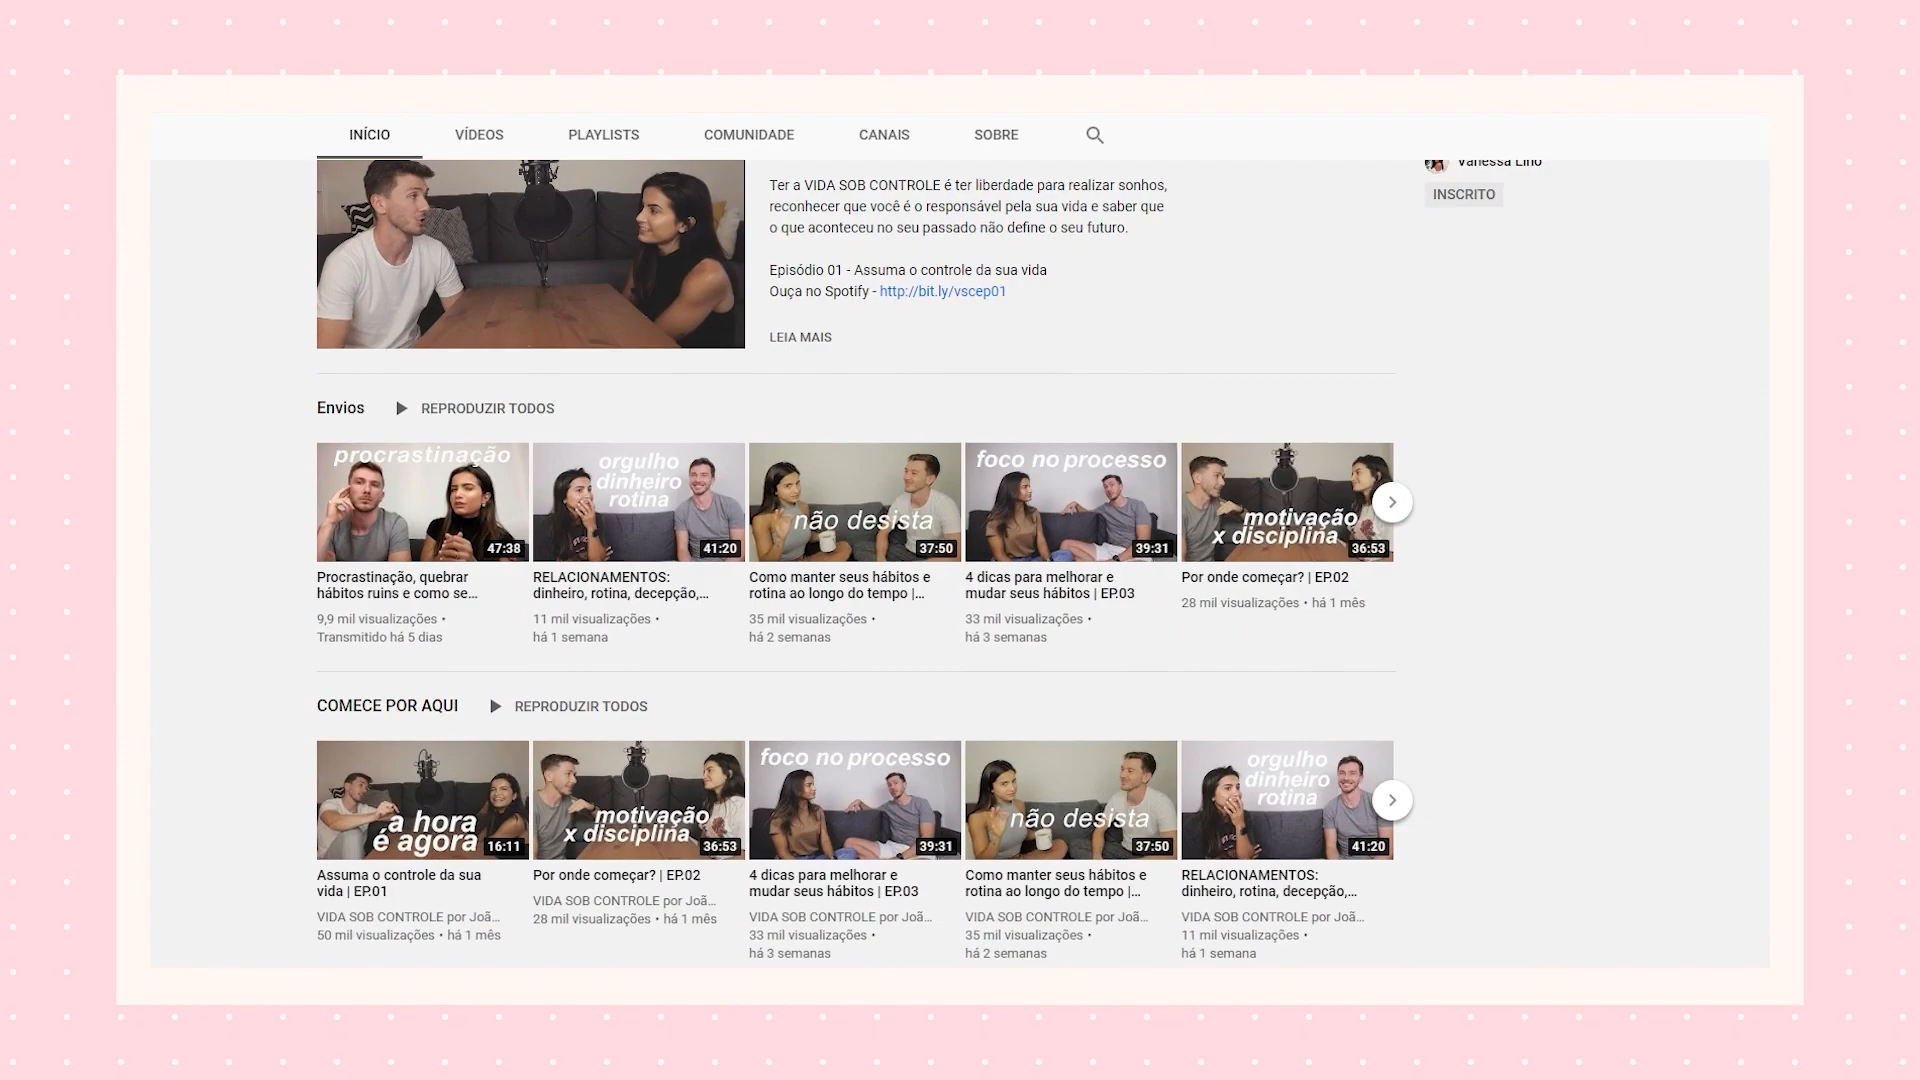 INÍCIO VÍDEOS PLAYLISTS COMUNIDADE CANAIS SOBRE
Vanessa Lino
INSCRITO
Ter a VIDA SOB CONTROLE é ter liberdade para realizar sonhos,
reconhecer que você é o responsável pela sua vida e saber que
o que aconteceu no seu passado não define o seu futuro.
Episódio 01 - Assuma o controle da sua vida
Ouça no Spotify - http://bit.ly/vscep01
LEIA MAIS
Envios REPRODUZIR TODOS
procrastinação
47:38
Procrastinação, quebrar
hábitos ruins e como se...
9,9 mil visualizações •
Transmitido há 5 dias
orgulho
dinheiro
rotina
41:20
RELACIONAMENTOS:
dinheiro, rotina, decepção,...
11 mil visualizações •
há 1 semana
não desista
37:50
Como manter seus hábitos e
rotina ao longo do tempo |...
35 mil visualizações •
há 2 semanas
foco no processo
39:31
4 dicas para melhorar e
mudar seus hábitos | EP.03
33 mil visualizações •
há 3 semanas
motivação
x disciplina
36:53
Por onde começar? | EP.02
28 mil visualizações • há 1 mês
COMECE POR AQUI REPRODUZIR TODOS
a hora
é agora
16:11
Assuma o controle da sua
vida | EP.01
VIDA SOB CONTROLE por Joã...
50 mil visualizações • há 1 mês
motivação
x disciplina
36:53
Por onde começar? | EP.02
VIDA SOB CONTROLE por Joã...
28 mil visualizações • há 1 mês
foco no processo
39:31
4 dicas para melhorar e
mudar seus hábitos | EP.03
VIDA SOB CONTROLE por Joã...
33 mil visualizações •
há 3 semanas
não desista
37:50
Como manter seus hábitos e
rotina ao longo do tempo |...
VIDA SOB CONTROLE por Joã...
35 mil visualizações •
há 2 semanas
orgulho
dinheiro
rotina
41:20
RELACIONAMENTOS:
dinheiro, rotina, decepção,...
VIDA SOB CONTROLE por Joã...
11 mil visualizações •
há 1 semana